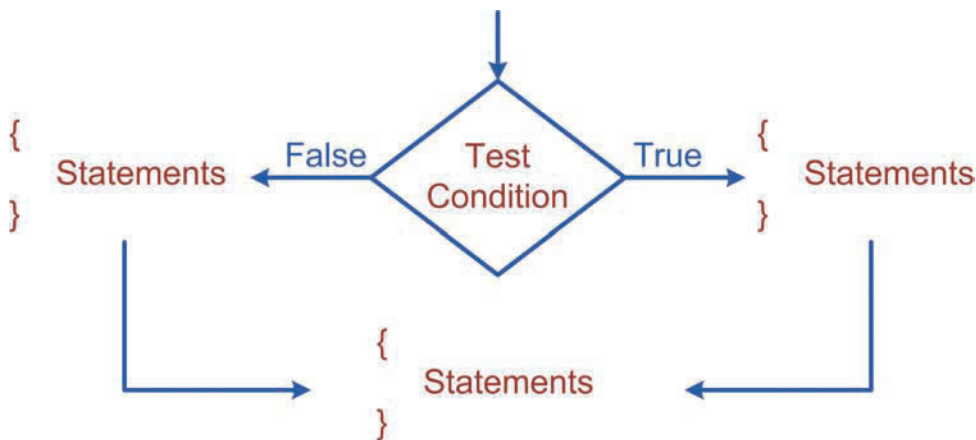 {
Statements
}
False
Test
Condition
True
{
Statements
}
{
Statements
}